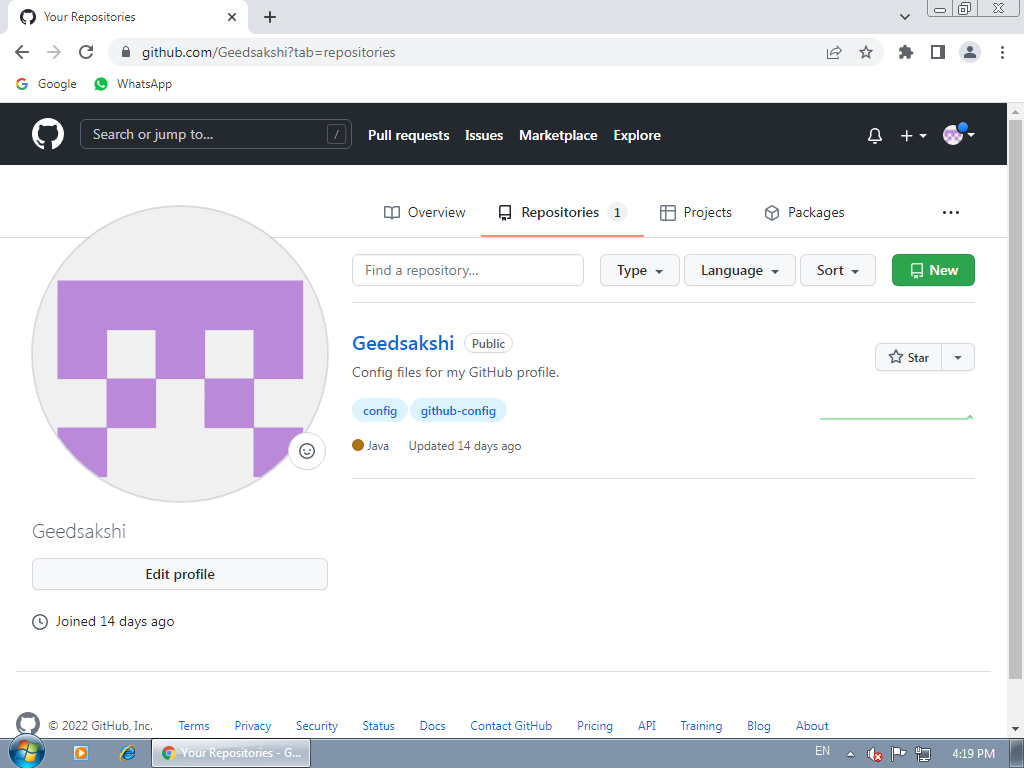 Your Repositories
github.com/Geedsakshi?tab=repositories
Google WhatsApp
Search or jump to... / Pull requests Issues Marketplace Explore
Overview Repositories 1 Projects Packages
Find a repository... Type Language Sort New
Geedsakshi Public
Star
Config files for my GitHub profile.
config github-config
Java Updated 14 days ago
Geedsakshi
Edit profile
Joined 14 days ago
© 2022 GitHub, Inc. Terms Privacy Security Status Docs Contact GitHub Pricing API Training Blog About
Your Repositories - G... EN 4:19 PM